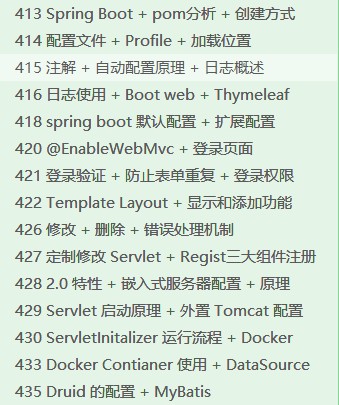 413 Spring Boot + pom分析 + 创建方式
414 配置文件 + Profile + 加载位置
415 注解 + 自动配置原理 + 日志概述
416 日志使用 + Boot web + Thymeleaf
418 spring boot 默认配置 + 扩展配置
420 @EnableWebMvc + 登录页面
421 登录验证 + 防止表单重复 + 登录权限
422 Template Layout + 显示和添加功能
426 修改 + 删除 + 错误处理机制
427 定制修改 Servlet + Regist三大组件注册
428 2.0 特性 + 嵌入式服务器配置 + 原理
429 Servlet 启动原理 + 外置 Tomcat 配置
430 ServletInitalizer 运行流程 + Docker
433 Docker Contianer 使用 + DataSource
435 Druid 的配置 + MyBatis